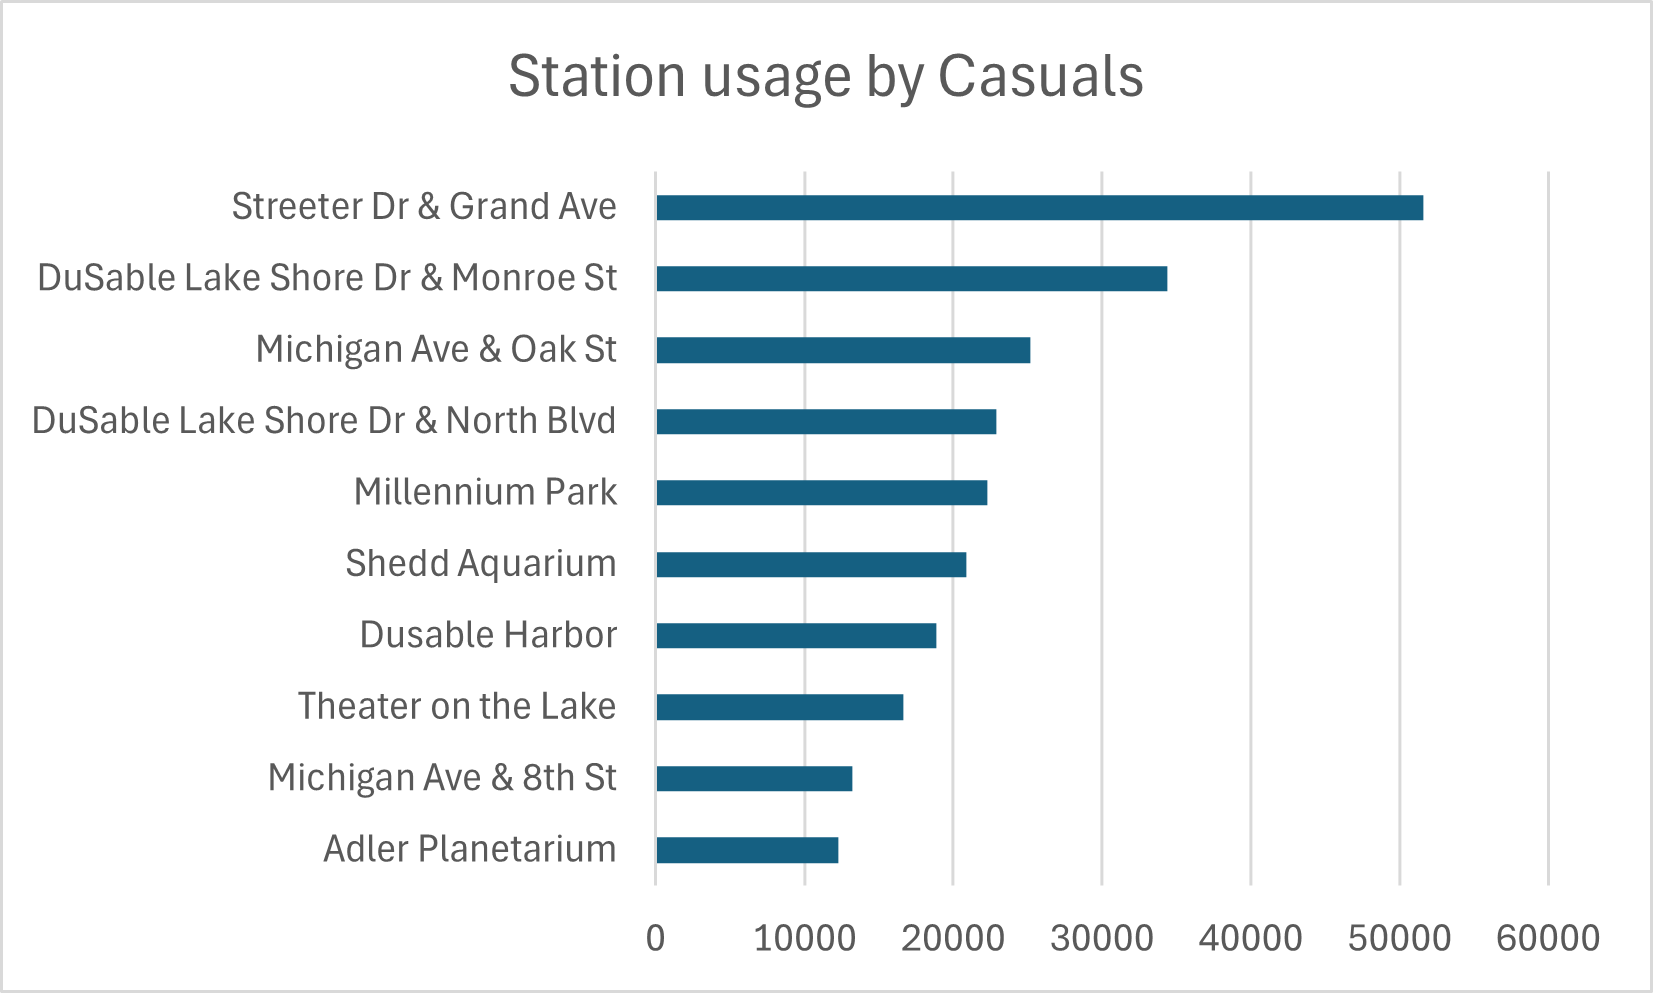 Station usage by Casuals
Streeter Dr & Grand Ave
DuSable Lake Shore Dr & Monroe St
Michigan Ave & Oak St
DuSable Lake Shore Dr & North Blvd
Millennium Park
Shedd Aquarium
Dusable Harbor
Theater on the Lake
Michigan Ave & 8th St
Adler Planetarium
0 10000 20000 30000 40000 50000 60000